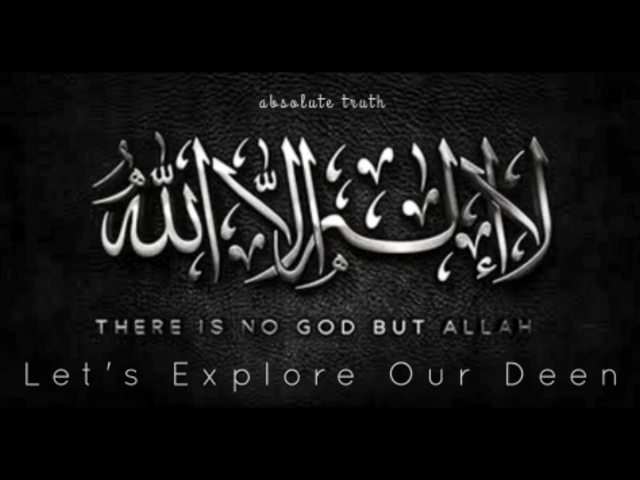 absolute truth
لا إله إلا الله
THERE IS NO GOD BUT ALLAH
Let's Explore Our Deen